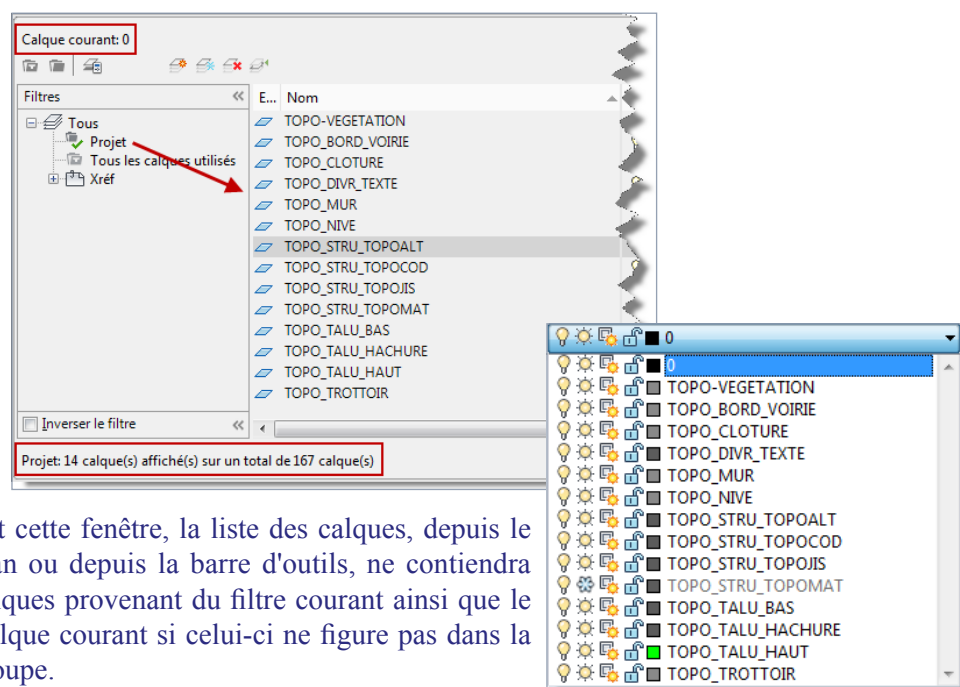 Calque courant: 0
Filtres
E... Nom
Tous
Projet
Tous les calques utilisés
Xréf
TOPO-VEGETATION
TOPO_BORD_VOIRIE
TOPO_CLOTURE
TOPO_DIVR_TEXTE
TOPO_MUR
TOPO_NIVE
TOPO_STRU_TOPOALT
TOPO_STRU_TOPOCOD
TOPO_STRU_TOPOJIS
TOPO_STRU_TOPOMAT
TOPO_TALU_BAS
TOPO_TALU_HACHURE
TOPO_TALU_HAUT
TOPO_TROTTOIR
Inverser le filtre
Projet: 14 calque(s) affiché(s) sur un total de 167 calque(s)
0
0
TOPO-VEGETATION
TOPO_BORD_VOIRIE
TOPO_CLOTURE
TOPO_DIVR_TEXTE
TOPO_MUR
TOPO_NIVE
TOPO_STRU_TOPOALT
TOPO_STRU_TOPOCOD
TOPO_STRU_TOPOJIS
TOPO_STRU_TOPOMAT
TOPO_TALU_BAS
TOPO_TALU_HACHURE
TOPO_TALU_HAUT
TOPO_TROTTOIR
t cette fenêtre, la liste des calques, depuis le
an ou depuis la barre d'outils, ne contiendra
ques provenant du filtre courant ainsi que le
lque courant si celui-ci ne figure pas dans la
oupe.